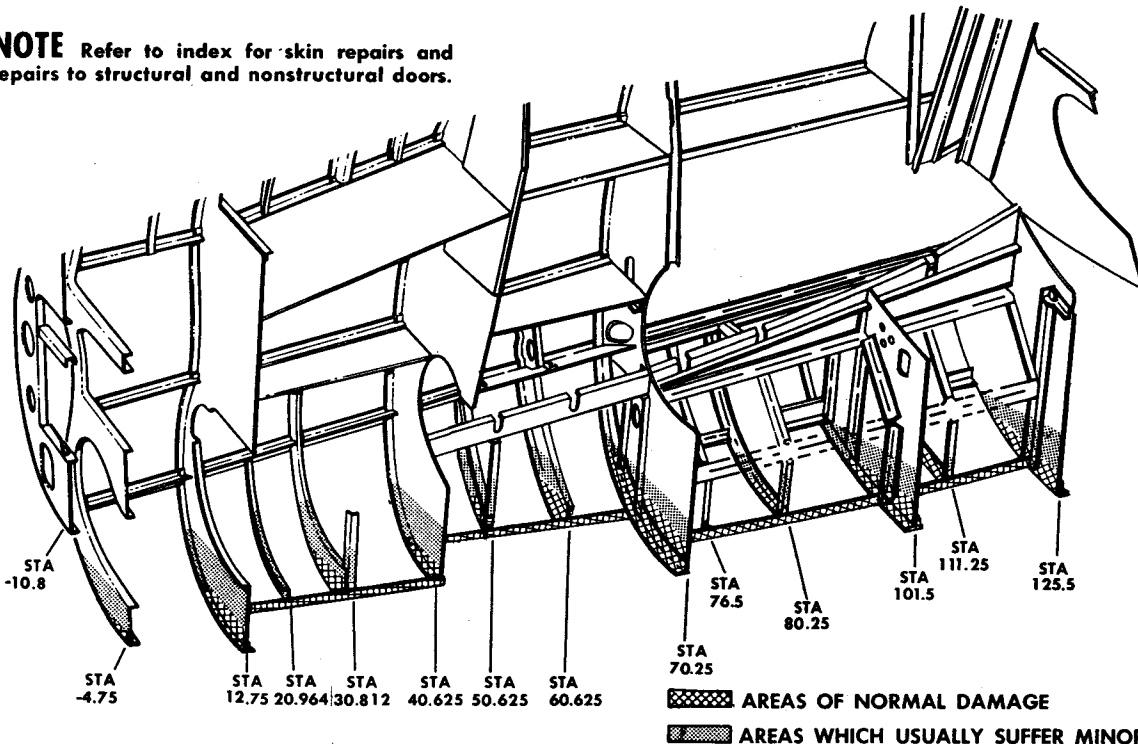 NOTE Refer to index for skin repairs and
repairs to structural and nonstructural doors.
STA
-10.8
STA
-4.75
STA
12.75
STA
20.964
STA
30.812
STA
40.625
STA
50.625
STA
60.625
STA
70.25
STA
76.5
STA
80.25
STA
101.5
STA
111.25
STA
125.5
AREAS OF NORMAL DAMAGE
AREAS WHICH USUALLY SUFFER MINOR